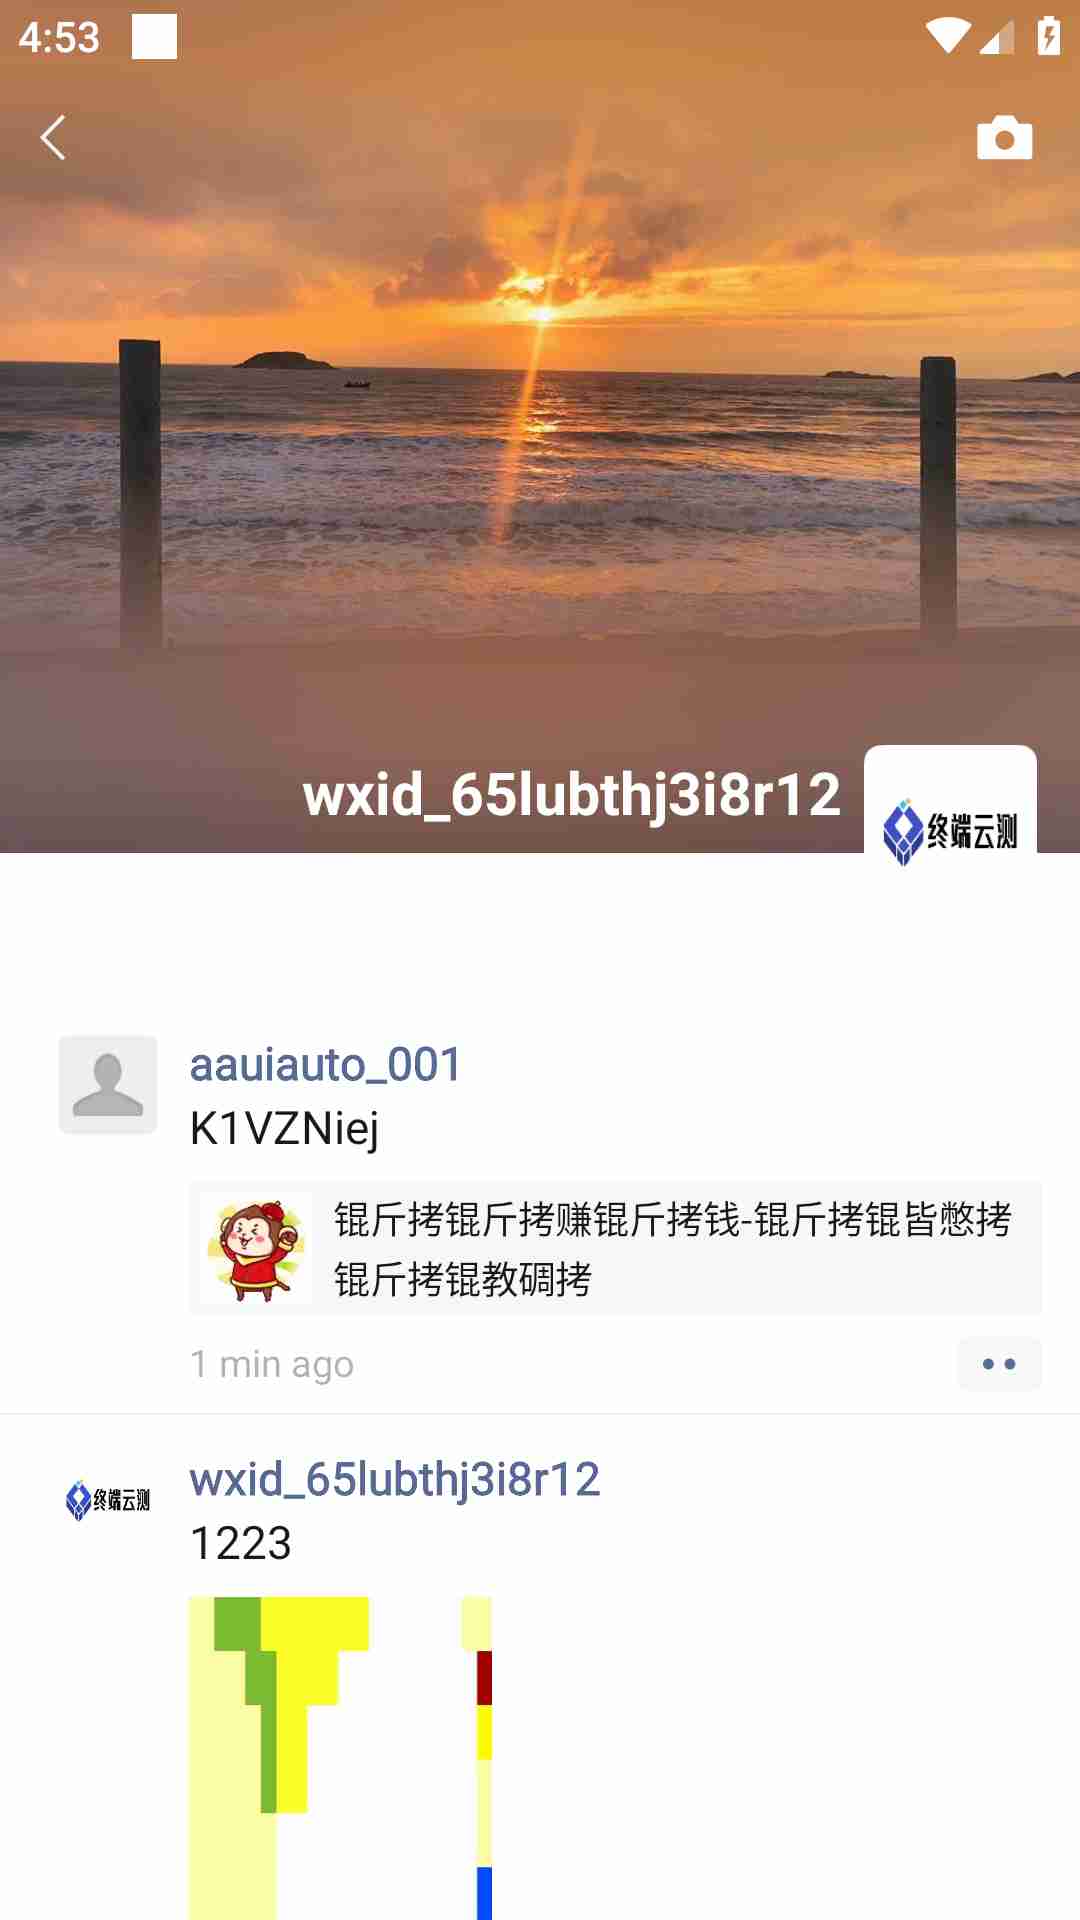 4:53
wxid_65lubthj3i8r12
终端云测
aauiauto_001
K1VZNiej
锟斤拷锟斤拷赚锟斤拷钱-锟斤拷锟皆憋拷
锟斤拷锟教碉拷
1 min ago
wxid_65lubthj3i8r12
终端云测
1223